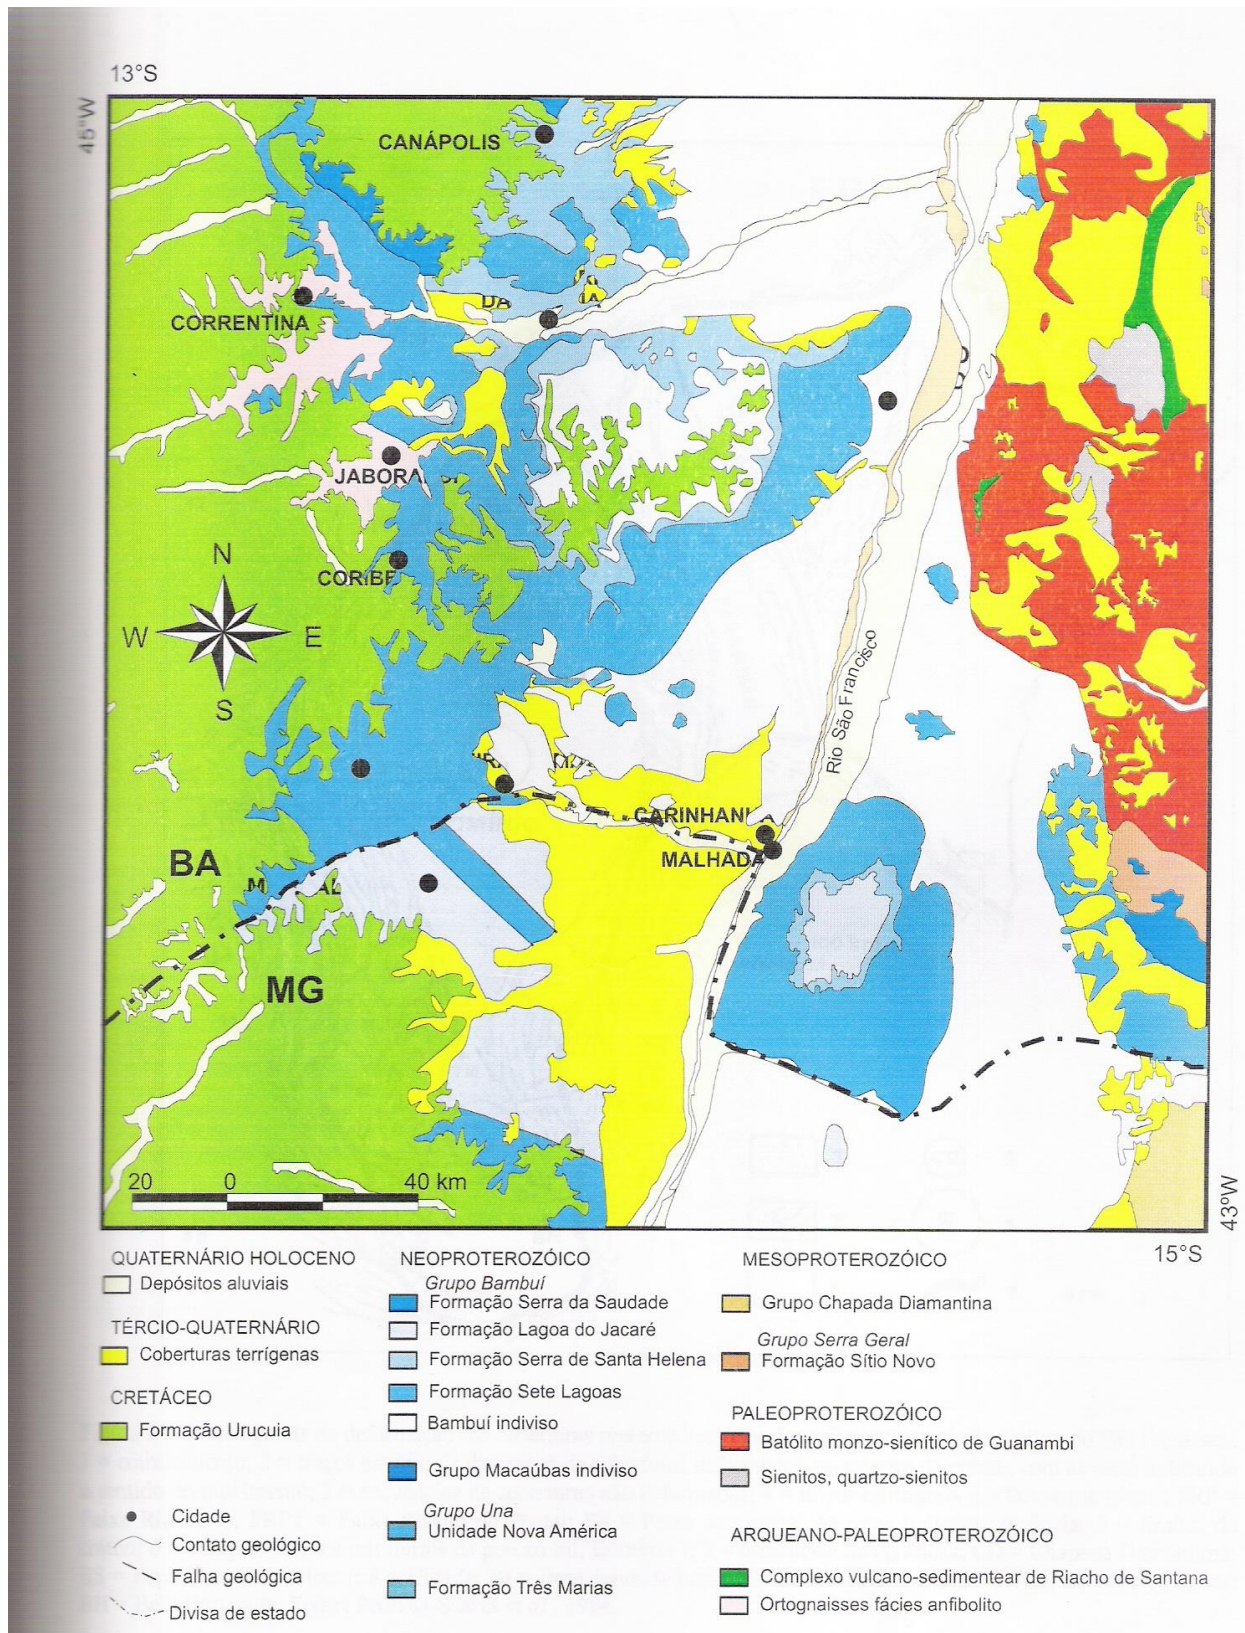 13°S
45°W
CANÁPOLIS
CORRENTINA
CORIBE
N
W E
S
Rio São Francisco
CARINHANHA
MALHADA
BA
MG
20 0 40 km
43ºW
15°S
QUATERNÁRIO HOLOCENO
Depósitos aluviais
TÉRCIO-QUATERNÁRIO
Coberturas terrígenas
CRETÁCEO
Formação Urucuia
Cidade
Contato geológico
Falha geológica
Divisa de estado
NEOPROTEROZÓICO
Grupo Bambuí
Formação Serra da Saudade
Formação Lagoa do Jacaré
Formação Serra de Santa Helena
Formação Sete Lagoas
Bambuí indiviso
Grupo Macaúbas indiviso
Grupo Una
Unidade Nova América
Formação Três Marias
MESOPROTEROZÓICO
Grupo Chapada Diamantina
Grupo Serra Geral
Formação Sítio Novo
PALEOPROTEROZÓICO
Batólito monzo-sienítico de Guanambi
Sienitos, quartzo-sienitos
ARQUEANO-PALEOPROTEROZÓICO
Complexo vulcano-sedimentear de Riacho de Santana
Ortognaisses fácies anfibolito